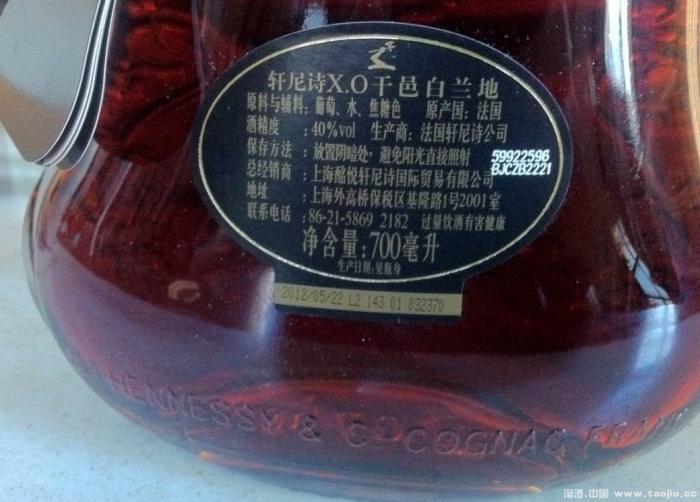 轩尼诗X.O干邑白兰地
原料与辅料: 葡萄、水、焦糖色 原产国: 法国
酒精度 : 40%vol 生产商: 法国轩尼诗公司
保存方法 : 放置阴暗处, 避免阳光直接照射
59922596
BJCZB2221
总经销商 : 上海酩悦轩尼诗国际贸易有限公司
地址 : 上海外高桥保税区基隆路1号2001室
联系电话 : 86-21-5869 2182 过量饮酒有害健康
净含量: 700毫升
生产日期: 见瓶身
2012/05/22 L2 143 01 032370
HENNESSY & Co COGNAC FRANCE
淘酒.中国 www.taojiu.cc